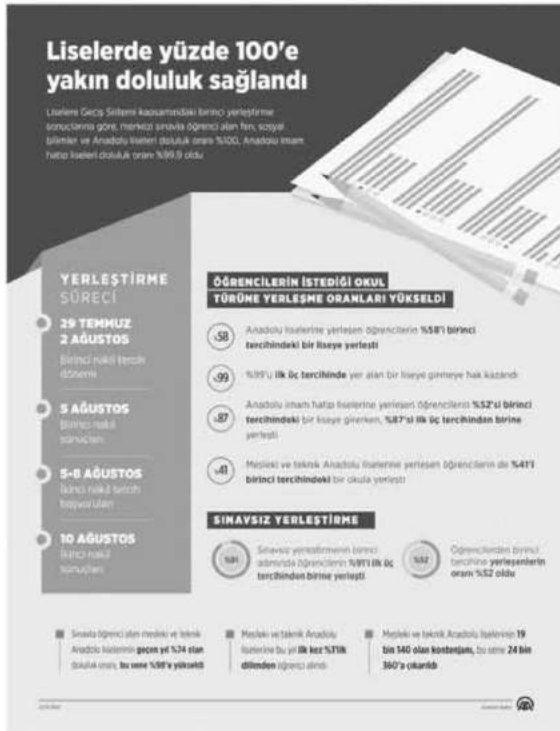 Liselerde yüzde 100'e
yakın doluluk sağlandı
Liselere Geçiş Sistemi kapsamındaki birinci yerleştirme
sonuçlarına göre, merkezi sınavla öğrenci alan fen, sosyal
bilimler ve Anadolu liseleri doluluk oranı %100, Anadolu imam
hatip liseleri doluluk oranı %99,9 oldu
YERLEŞTİRME
SÜRECİ
29 TEMMUZ
2 AĞUSTOS
Birinci nakil tercih
dönemi
5 AĞUSTOS
Birinci nakil
sonuçları
5-8 AĞUSTOS
İkinci nakil tercih
başvuruları
10 AĞUSTOS
İkinci nakil
sonuçları
ÖĞRENCİLERİN İSTEDİĞİ OKUL
TÜRÜNE YERLEŞME ORANLARI YÜKSELDİ
%58
Anadolu liselerine yerleşen öğrencilerin %58'i birinci
tercihindeki bir liseye yerleşti
%99
%99'u ilk üç tercihinde yer alan bir liseye girmeye hak kazandı
%87
Anadolu imam hatip liselerine yerleşen öğrencilerin %52'si birinci
tercihindeki bir liseye girerken, %87'si ilk üç tercihinden birine
yerleşti
%41
Mesleki ve teknik Anadolu liselerine yerleşen öğrencilerin de %41'i
birinci tercihindeki bir okula yerleşti
SINAVSIZ YERLEŞTİRME
%91
Sınavsız yerleştirmenin birinci
adımında öğrencilerin %91'i ilk üç
tercihinden birine yerleşti
%52
Öğrencilerden birinci
tercihine yerleşenlerin
oranı %52 oldu
Sınavla öğrenci alan mesleki ve teknik
Anadolu liselerinin geçen yıl %74 olan
doluluk oranı, bu sene %98'e yükseldi
Mesleki ve teknik Anadolu
liselerine bu yıl ilk kez %1'lik
dilimden öğrenci alındı
Mesleki ve teknik Anadolu liselerinin 19
bin 140 olan kontenjanı, bu sene 24 bin
360'a çıkarıldı